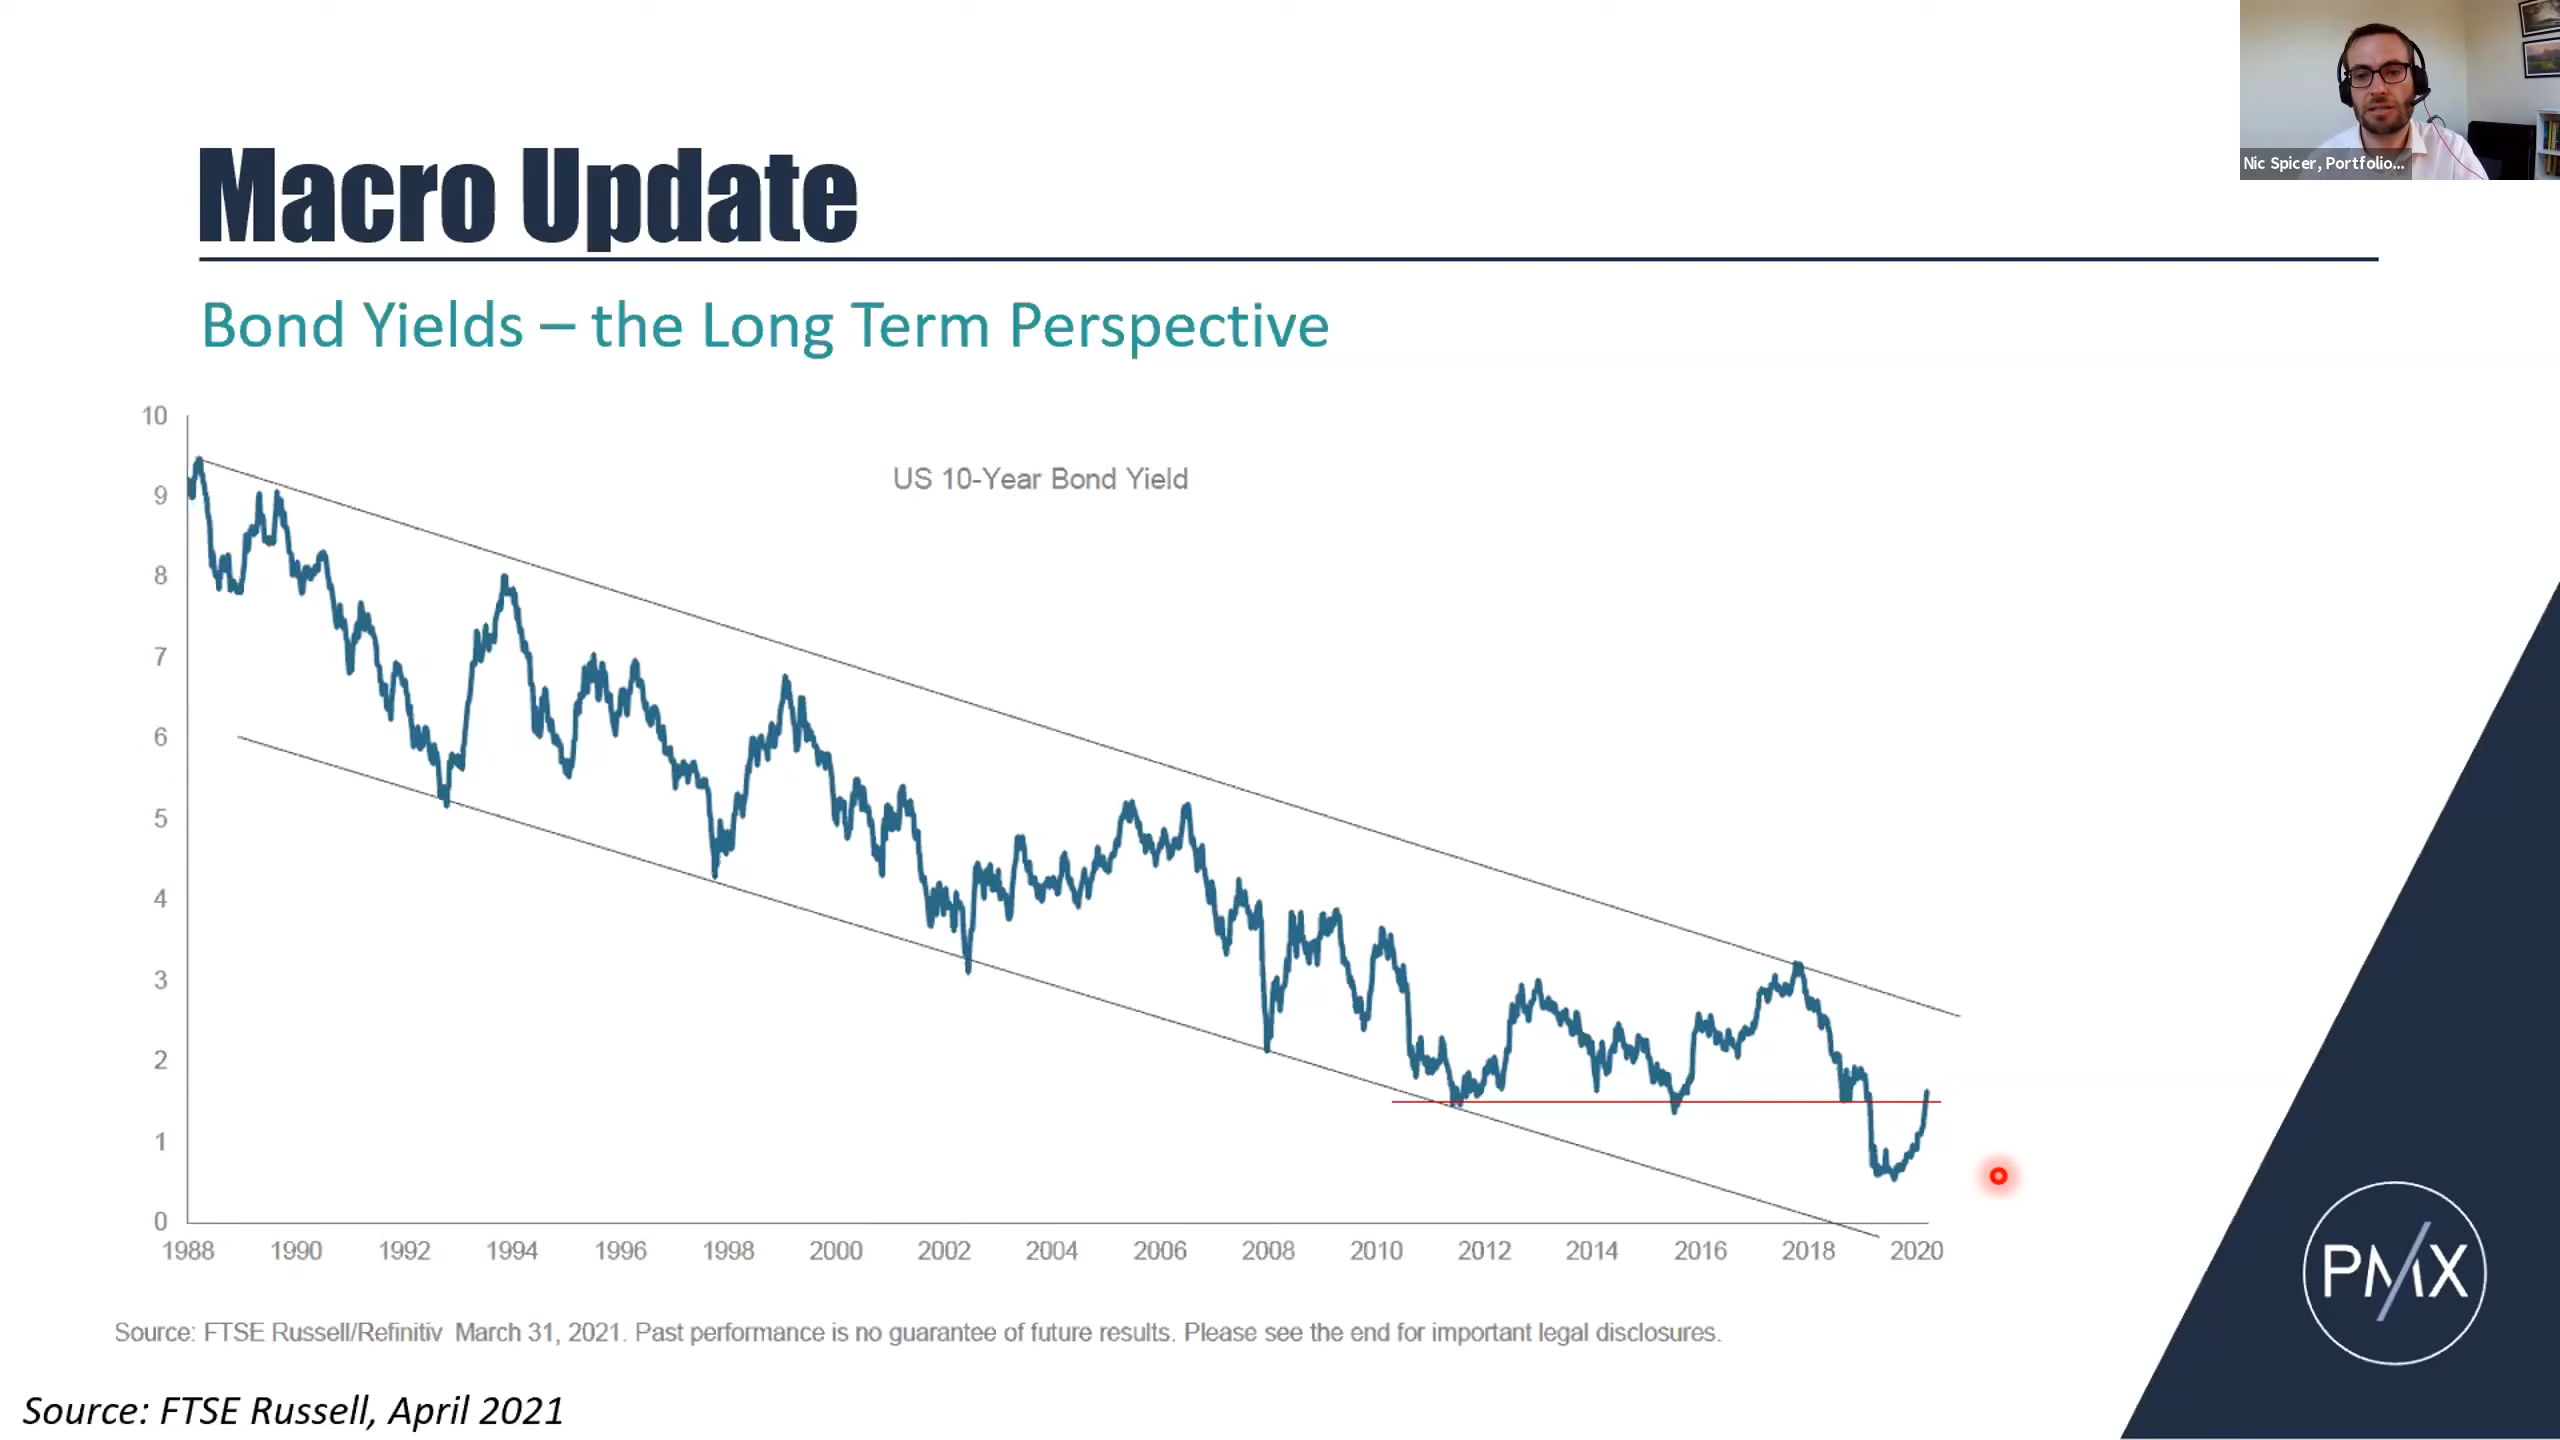 Nic Spicer, Portfolio...
Macro Update
Bond Yields – the Long Term Perspective
US 10-Year Bond Yield
10
9
8
7
6
5
4
3
2
1
0
1988 1990 1992 1994 1996 1998 2000 2002 2004 2006 2008 2010 2012 2014 2016 2018 2020
Source: FTSE Russell/Refinitiv March 31, 2021. Past performance is no guarantee of future results. Please see the end for important legal disclosures.
Source: FTSE Russell, April 2021
PMX